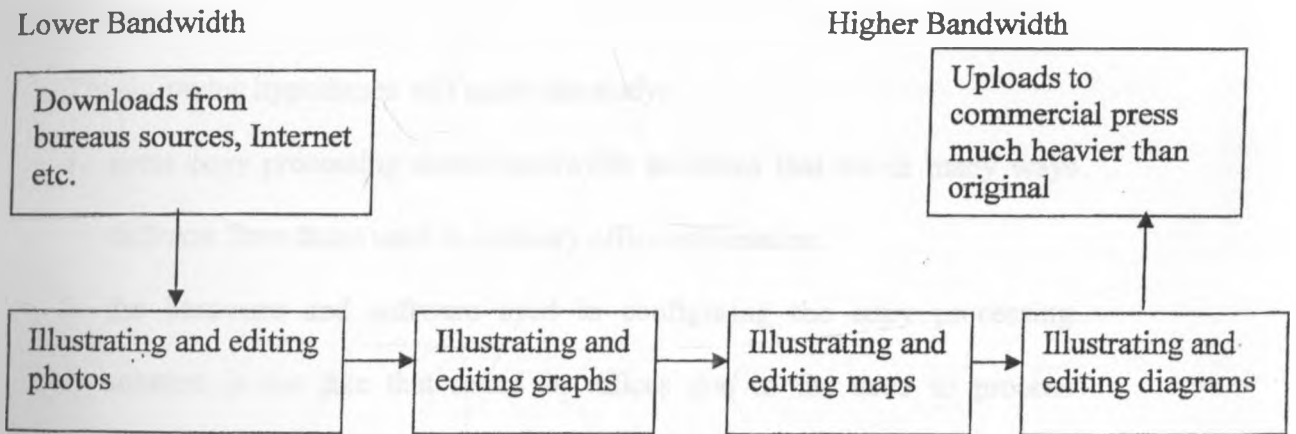 Lower Bandwidth
Higher Bandwidth
Downloads from
bureaus sources, Internet
etc.
Uploads to
commercial press
much heavier than
original
Illustrating and editing
photos
Illustrating and
editing graphs
Illustrating and
editing maps
Illustrating and
editing diagrams